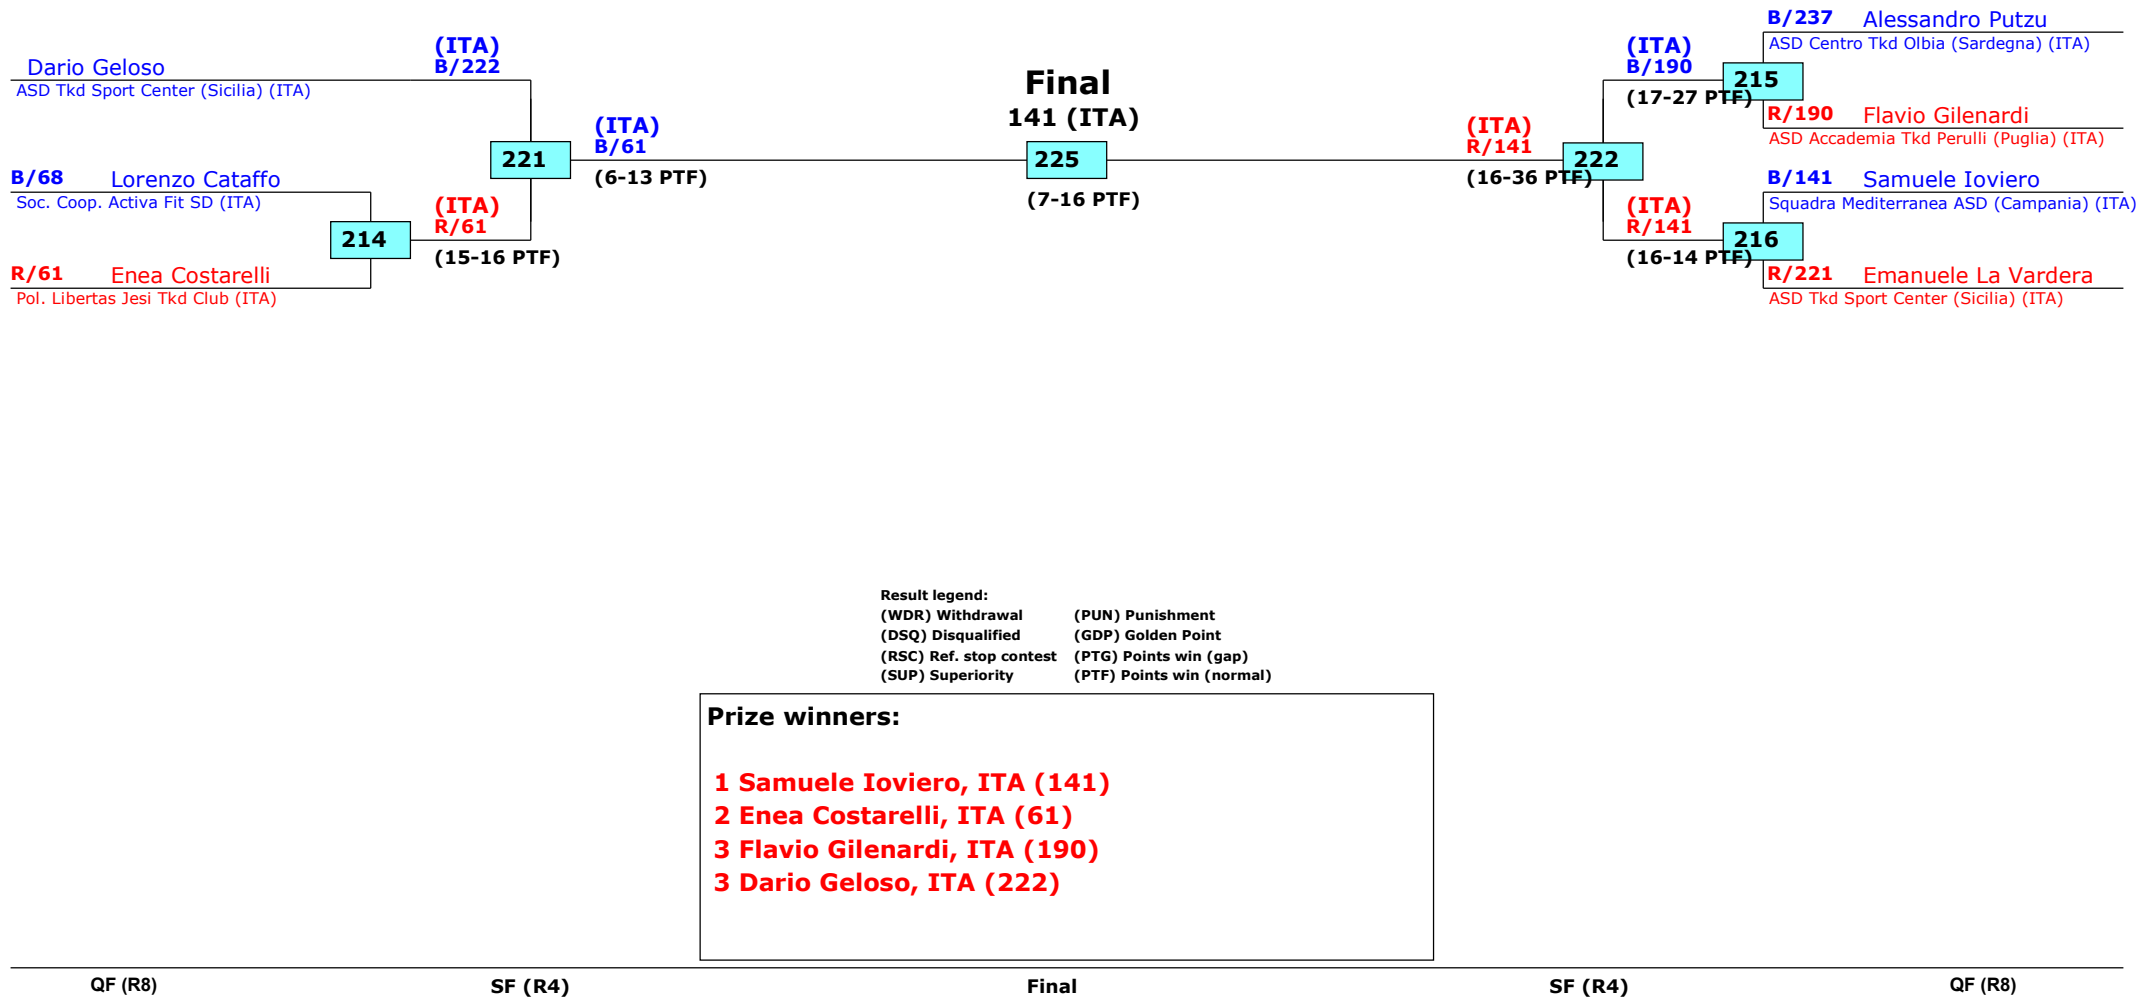 Dario Geloso
ASD Tkd Sport Center (Sicilia) (ITA)
B/68 Lorenzo Cataffo
Soc. Coop. Activa Fit SD (ITA)
R/61 Enea Costarelli
Pol. Libertas Jesi Tkd Club (ITA)
214
(ITA)
B/222
(ITA)
R/61
(15-16 PTF)
221
(ITA)
B/61
(6-13 PTF)
Final
141 (ITA)
225
(7-16 PTF)
(ITA)
R/141
(16-36 PTF)
222
(ITA)
B/190
(17-27 PTF)
(ITA)
R/141
(16-14 PTF)
215
216
B/237 Alessandro Putzu
ASD Centro Tkd Olbia (Sardegna) (ITA)
R/190 Flavio Gilenardi
ASD Accademia Tkd Perulli (Puglia) (ITA)
B/141 Samuele Ioviero
Squadra Mediterranea ASD (Campania) (ITA)
R/221 Emanuele La Vardera
ASD Tkd Sport Center (Sicilia) (ITA)
Result legend:
(WDR) Withdrawal (PUN) Punishment
(DSQ) Disqualified (GDP) Golden Point
(RSC) Ref. stop contest (PTG) Points win (gap)
(SUP) Superiority (PTF) Points win (normal)
Prize winners:
1 Samuele Ioviero, ITA (141)
2 Enea Costarelli, ITA (61)
3 Flavio Gilenardi, ITA (190)
3 Dario Geloso, ITA (222)
QF (R8) SF (R4) Final SF (R4) QF (R8)